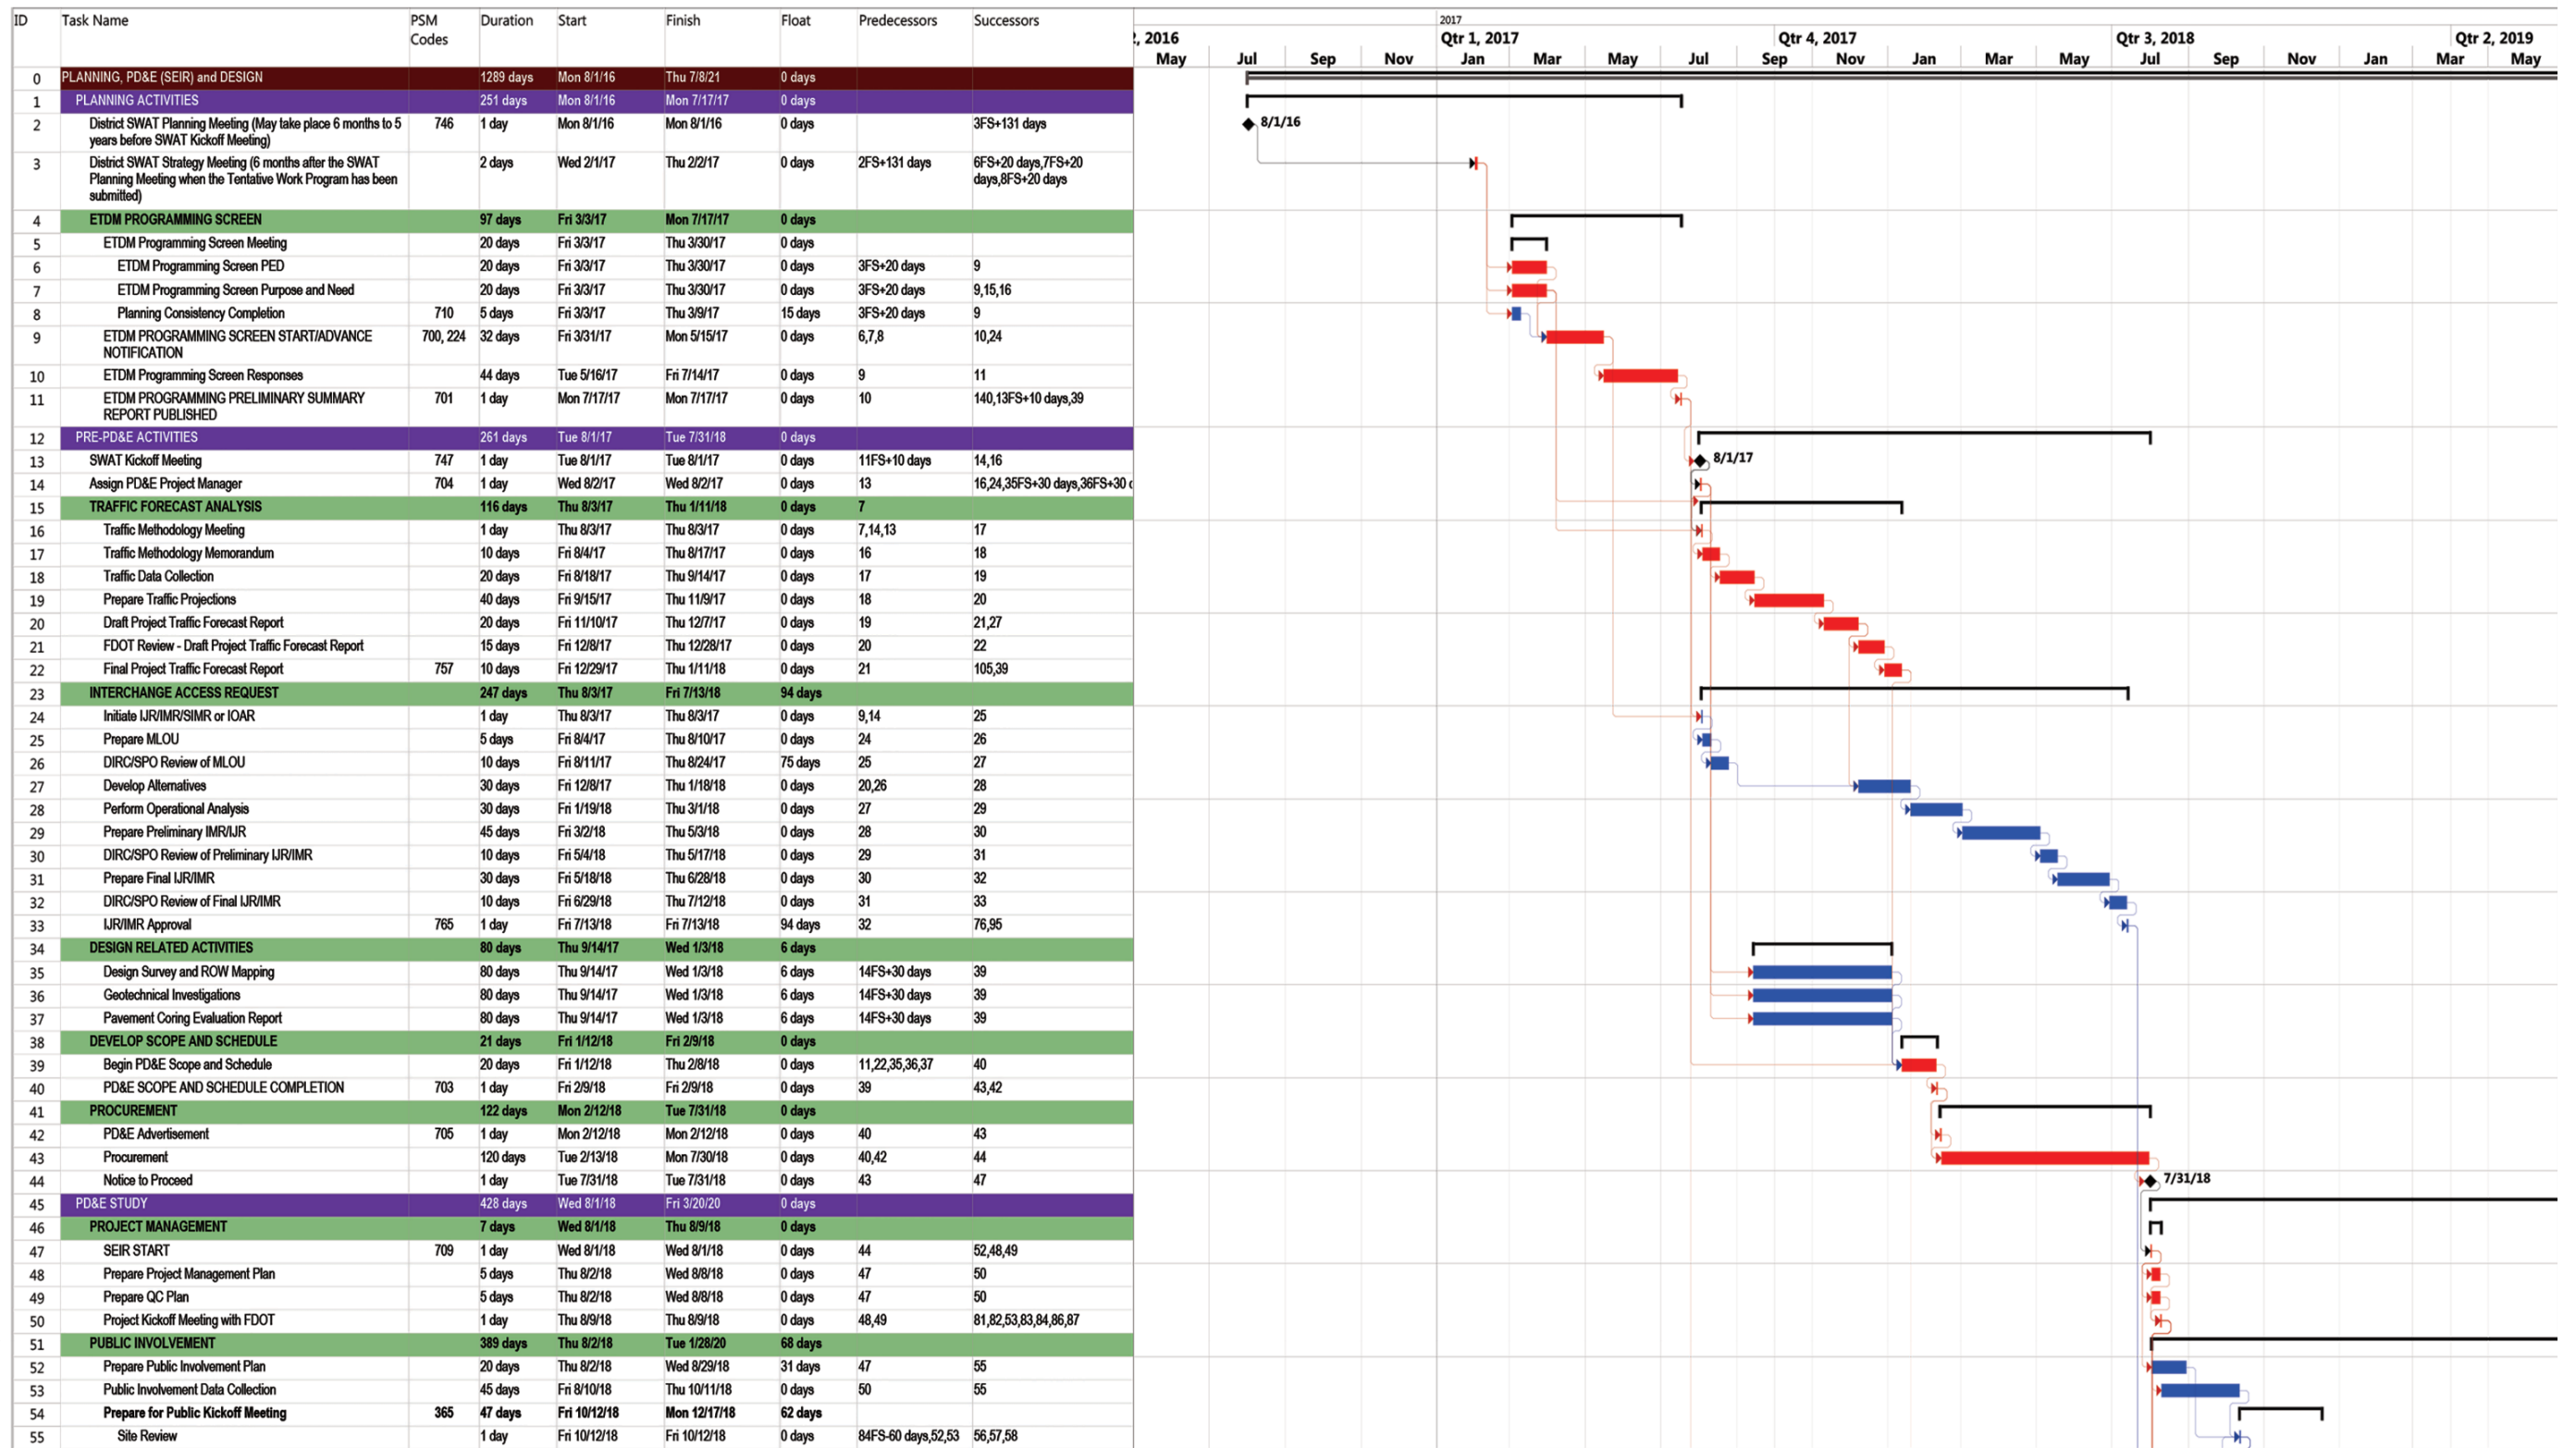 ID Task Name PSM Codes Duration Start Finish Float Predecessors Successors
2017
2, 2016 Qtr 1, 2017 Qtr 4, 2017 Qtr 3, 2018 Qtr 2, 2019
May Jul Sep Nov Jan Mar May Jul Sep Nov Jan Mar May Jul Sep Nov Jan Mar May
0 PLANNING, PD&E (SEIR) and DESIGN 1289 days Mon 8/1/16 Thu 7/8/21 0 days
1 PLANNING ACTIVITIES 251 days Mon 8/1/16 Mon 7/17/17 0 days
2 District SWAT Planning Meeting (May take place 6 months to 5 746 1 day Mon 8/1/16 Mon 8/1/16 0 days 3FS+131 days 8/1/16
years before SWAT Kickoff Meeting)
3 District SWAT Strategy Meeting (6 months after the SWAT 2 days Wed 2/1/17 Thu 2/2/17 0 days 2FS+131 days 6FS+20 days,7FS+20
Planning Meeting when the Tentative Work Program has been days,8FS+20 days
submitted)
4 ETDM PROGRAMMING SCREEN 97 days Fri 3/3/17 Mon 7/17/17 0 days
5 ETDM Programming Screen Meeting 20 days Fri 3/3/17 Thu 3/30/17 0 days
6 ETDM Programming Screen PED 20 days Fri 3/3/17 Thu 3/30/17 0 days 3FS+20 days 9
7 ETDM Programming Screen Purpose and Need 20 days Fri 3/3/17 Thu 3/30/17 0 days 3FS+20 days 9,15,16
8 Planning Consistency Completion 710 5 days Fri 3/3/17 Thu 3/9/17 15 days 3FS+20 days 9
9 ETDM PROGRAMMING SCREEN START/ADVANCE 700, 224 32 days Fri 3/31/17 Mon 5/15/17 0 days 6,7,8 10,24
NOTIFICATION
10 ETDM Programming Screen Responses 44 days Tue 5/16/17 Fri 7/14/17 0 days 9 11
11 ETDM PROGRAMMING PRELIMINARY SUMMARY 701 1 day Mon 7/17/17 Mon 7/17/17 0 days 10 140,13FS+10 days,39
REPORT PUBLISHED
12 PRE-PD&E ACTIVITIES 261 days Tue 8/1/17 Tue 7/31/18 0 days
13 SWAT Kickoff Meeting 747 1 day Tue 8/1/17 Tue 8/1/17 0 days 11FS+10 days 14,16 8/1/17
14 Assign PD&E Project Manager 704 1 day Wed 8/2/17 Wed 8/2/17 0 days 13 16,24,35FS+30 days,36FS+30
15 TRAFFIC FORECAST ANALYSIS 116 days Thu 8/3/17 Thu 1/11/18 0 days 7
16 Traffic Methodology Meeting 1 day Thu 8/3/17 Thu 8/3/17 0 days 7,14,13 17
17 Traffic Methodology Memorandum 10 days Fri 8/4/17 Thu 8/17/17 0 days 16 18
18 Traffic Data Collection 20 days Fri 8/18/17 Thu 9/14/17 0 days 17 19
19 Prepare Traffic Projections 40 days Fri 9/15/17 Thu 11/9/17 0 days 18 20
20 Draft Project Traffic Forecast Report 20 days Fri 11/10/17 Thu 12/7/17 0 days 19 21,27
21 FDOT Review - Draft Project Traffic Forecast Report 15 days Fri 12/8/17 Thu 12/28/17 0 days 20 22
22 Final Project Traffic Forecast Report 757 10 days Fri 12/29/17 Thu 1/11/18 0 days 21 105,39
23 INTERCHANGE ACCESS REQUEST 247 days Thu 8/3/17 Fri 7/13/18 94 days
24 Initiate IJR/IMR/SIMR or IOAR 1 day Thu 8/3/17 Thu 8/3/17 0 days 9,14 25
25 Prepare MLOU 5 days Fri 8/4/17 Thu 8/10/17 0 days 24 26
26 DIRC/SPO Review of MLOU 10 days Fri 8/11/17 Thu 8/24/17 75 days 25 27
27 Develop Alternatives 30 days Fri 12/8/17 Thu 1/18/18 0 days 20,26 28
28 Perform Operational Analysis 30 days Fri 1/19/18 Thu 3/1/18 0 days 27 29
29 Prepare Preliminary IMR/IJR 45 days Fri 3/2/18 Thu 5/3/18 0 days 28 30
30 DIRC/SPO Review of Preliminary IJR/IMR 10 days Fri 5/4/18 Thu 5/17/18 0 days 29 31
31 Prepare Final IJR/IMR 30 days Fri 5/18/18 Thu 6/28/18 0 days 30 32
32 DIRC/SPO Review of Final IJR/IMR 10 days Fri 6/29/18 Thu 7/12/18 0 days 31 33
33 IJR/IMR Approval 765 1 day Fri 7/13/18 Fri 7/13/18 94 days 32 76,95
34 DESIGN RELATED ACTIVITIES 80 days Thu 9/14/17 Wed 1/3/18 6 days
35 Design Survey and ROW Mapping 80 days Thu 9/14/17 Wed 1/3/18 6 days 14FS+30 days 39
36 Geotechnical Investigations 80 days Thu 9/14/17 Wed 1/3/18 6 days 14FS+30 days 39
37 Pavement Coring Evaluation Report 80 days Thu 9/14/17 Wed 1/3/18 6 days 14FS+30 days 39
38 DEVELOP SCOPE AND SCHEDULE 21 days Fri 1/12/18 Fri 2/9/18 0 days
39 Begin PD&E Scope and Schedule 20 days Fri 1/12/18 Thu 2/8/18 0 days 11,22,35,36,37 40
40 PD&E SCOPE AND SCHEDULE COMPLETION 703 1 day Fri 2/9/18 Fri 2/9/18 0 days 39 43,42
41 PROCUREMENT 122 days Mon 2/12/18 Tue 7/31/18 0 days
42 PD&E Advertisement 705 1 day Mon 2/12/18 Mon 2/12/18 0 days 40 43
43 Procurement 120 days Tue 2/13/18 Mon 7/30/18 0 days 40,42 44
44 Notice to Proceed 1 day Tue 7/31/18 Tue 7/31/18 0 days 43 47 7/31/18
45 PD&E STUDY 428 days Wed 8/1/18 Fri 3/20/20 0 days
46 PROJECT MANAGEMENT 7 days Wed 8/1/18 Thu 8/9/18 0 days
47 SEIR START 709 1 day Wed 8/1/18 Wed 8/1/18 0 days 44 52,48,49
48 Prepare Project Management Plan 5 days Thu 8/2/18 Wed 8/8/18 0 days 47 50
49 Prepare QC Plan 5 days Thu 8/2/18 Wed 8/8/18 0 days 47 50
50 Project Kickoff Meeting with FDOT 1 day Thu 8/9/18 Thu 8/9/18 0 days 48,49 81,82,53,83,84,86,87
51 PUBLIC INVOLVEMENT 389 days Thu 8/2/18 Tue 1/28/20 68 days
52 Prepare Public Involvement Plan 20 days Thu 8/2/18 Wed 8/29/18 31 days 47 55
53 Public Involvement Data Collection 45 days Fri 8/10/18 Thu 10/11/18 0 days 50 55
54 Prepare for Public Kickoff Meeting 365 47 days Fri 10/12/18 Mon 12/17/18 62 days
55 Site Review 1 day Fri 10/12/18 Fri 10/12/18 0 days 84FS-60 days,52,53 56,57,58